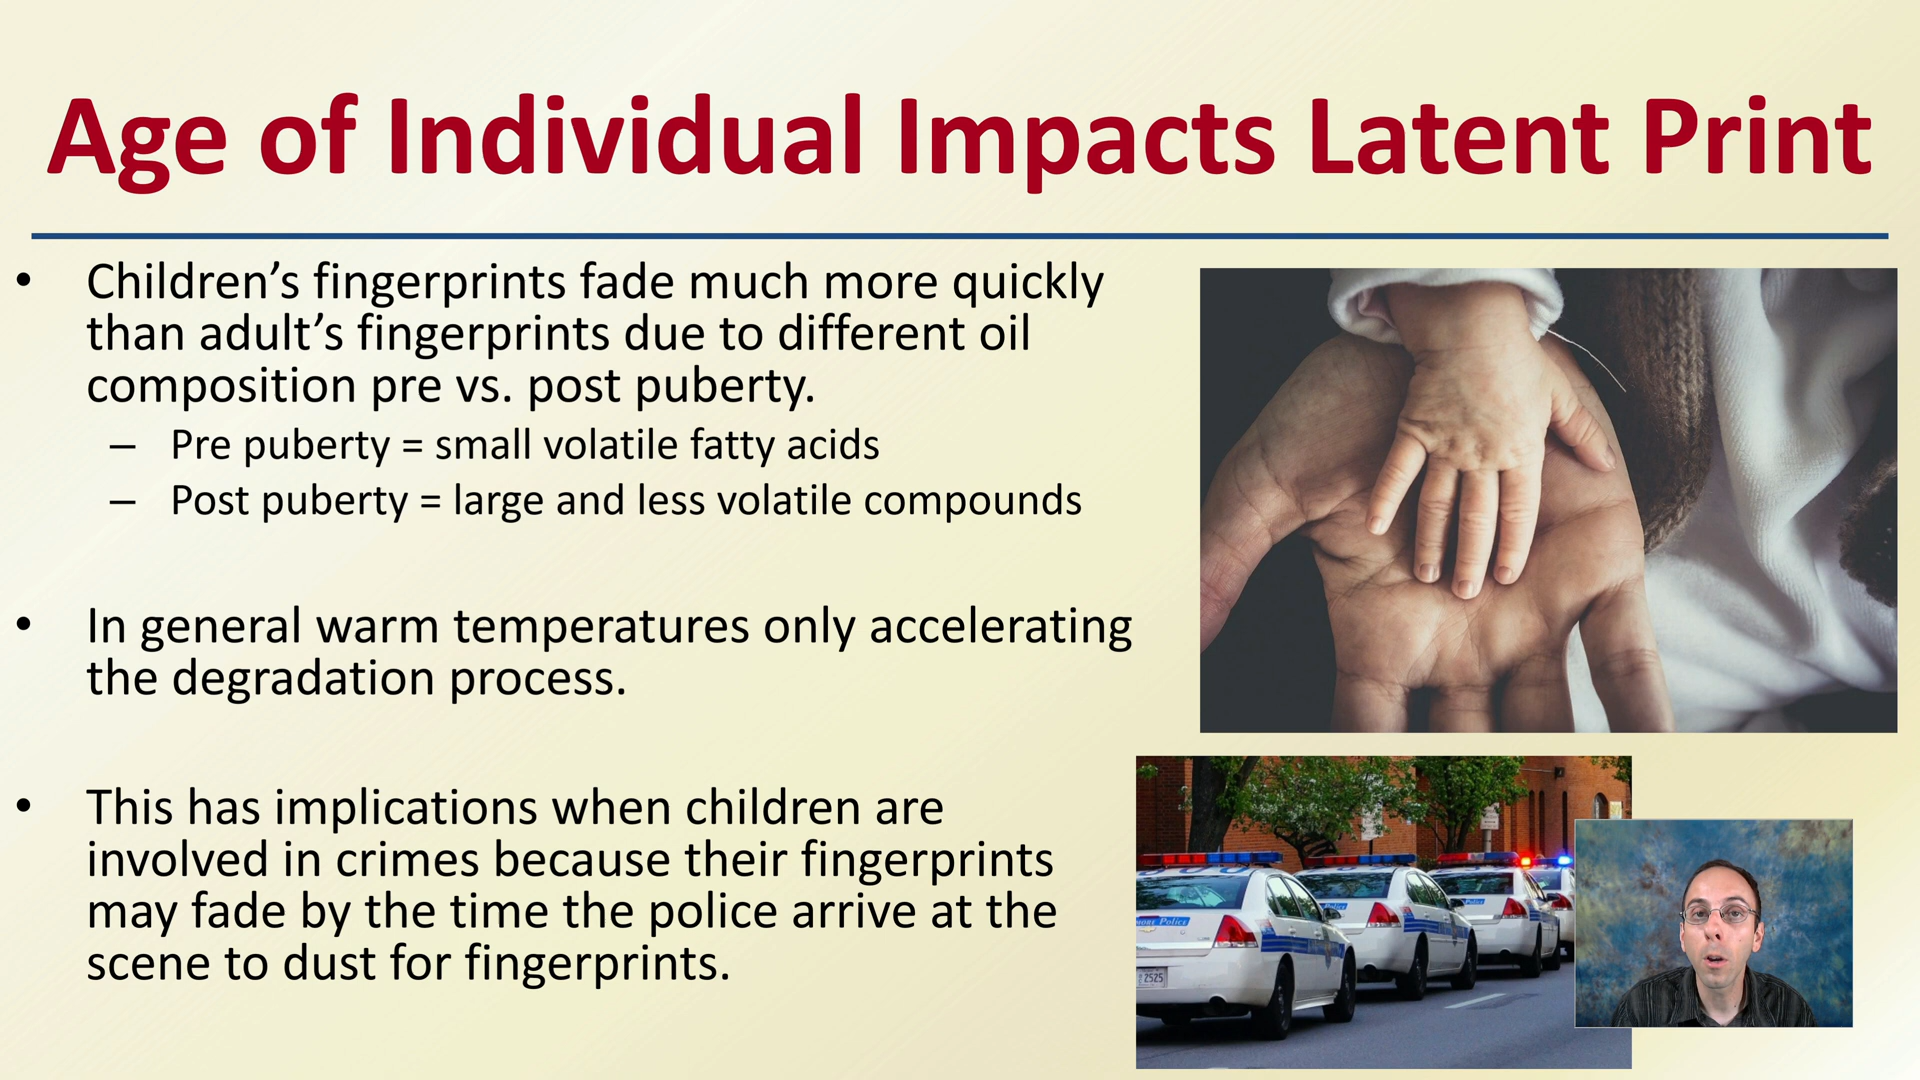 Age of Individual Impacts Latent Print
• Children’s fingerprints fade much more quickly
than adult’s fingerprints due to different oil
composition pre vs. post puberty.
– Pre puberty = small volatile fatty acids
– Post puberty = large and less volatile compounds
• In general warm temperatures only accelerating
the degradation process.
• This has implications when children are
involved in crimes because their fingerprints
may fade by the time the police arrive at the
scene to dust for fingerprints.
Police
2525